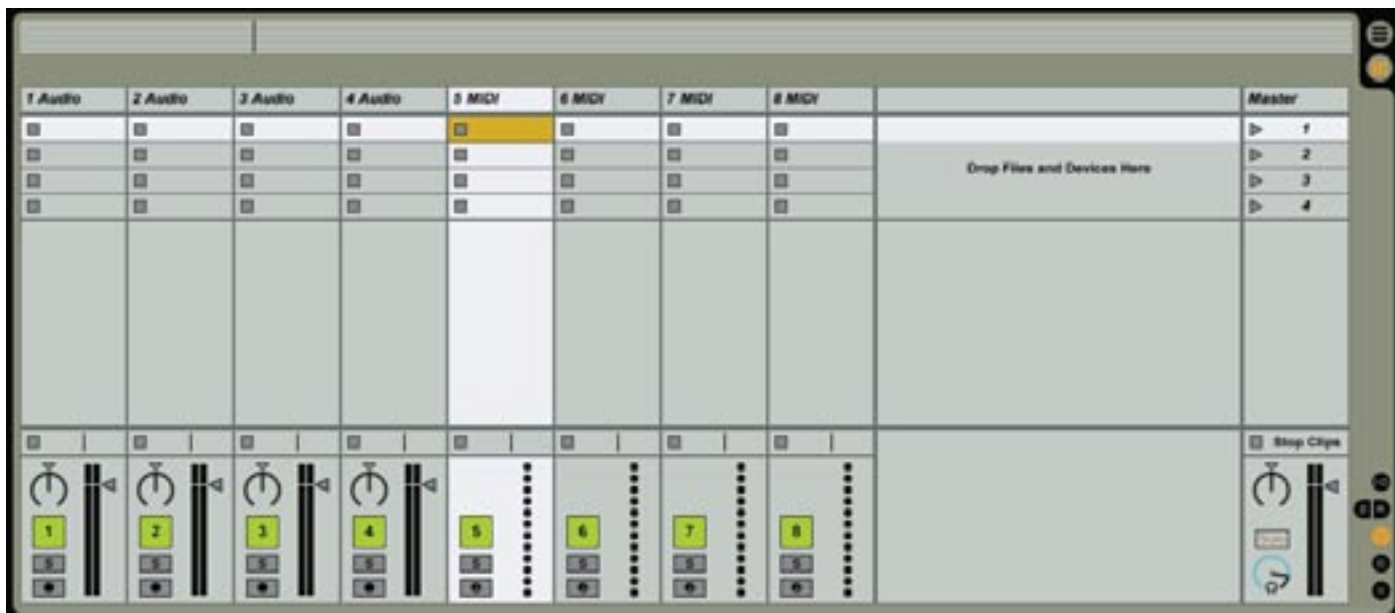 1 Audio 2 Audio 3 Audio 4 Audio 5 MIDI 6 MIDI 7 MIDI 8 MIDI Master
1
Drop Files and Devices Here 2
3
4
Stop Clips
1 2 3 4 5 6 7 8
S S S S S S S S